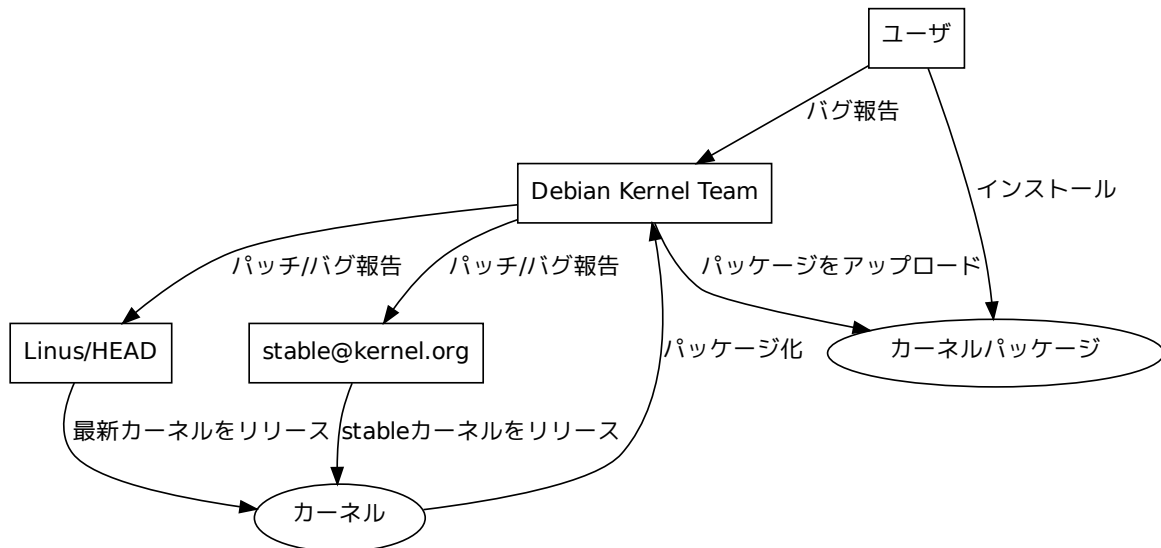 ユーザ
バグ報告
Debian Kernel Team
インストール
パッチ/バグ報告
パッチ/バグ報告
パッケージをアップロード
Linus/HEAD
stable@kernel.org
パッケージ化
カーネルパッケージ
最新カーネルをリリース
stableカーネルをリリース
カーネル